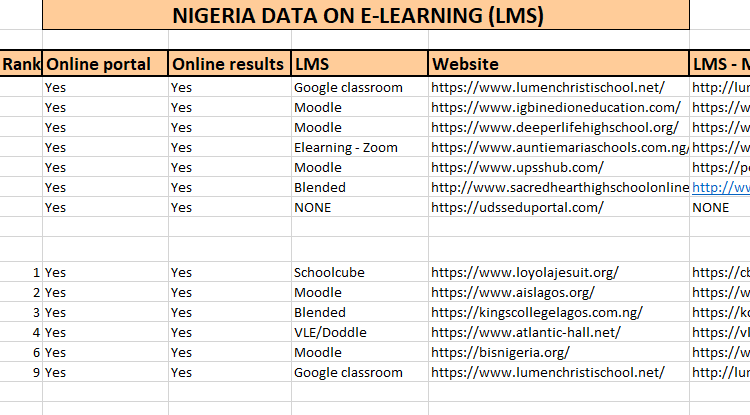 NIGERIA DATA ON E-LEARNING (LMS)
Rank Online portal Online results LMS Website LMS - M
Yes Yes Google classroom https://www.lumenchristischool.net/ http://lur
Yes Yes Moodle https://www.igbinedioneducation.com/ https://w
Yes Yes Moodle https://www.deeperlifehighschool.org/ https://w
Yes Yes Elearning - Zoom https://www.auntiemariaschools.com.ng/ https://w
Yes Yes Moodle https://www.upsshub.com/ https://p
Yes Yes Blended http://www.sacredhearthighschoolonline http://ww
Yes Yes NONE https://udsseduportal.com/ NONE
1 Yes Yes Schoolcube https://www.loyolajesuit.org/ https://cb
2 Yes Yes Moodle https://www.aislagos.org/ https://w
3 Yes Yes Blended https://kingscollegelagos.com.ng/ https://kc
4 Yes Yes VLE/Doddle https://www.atlantic-hall.net/ https://vl
6 Yes Yes Moodle https://bisnigeria.org/ https://w
9 Yes Yes Google classroom https://www.lumenchristischool.net/ http://lur